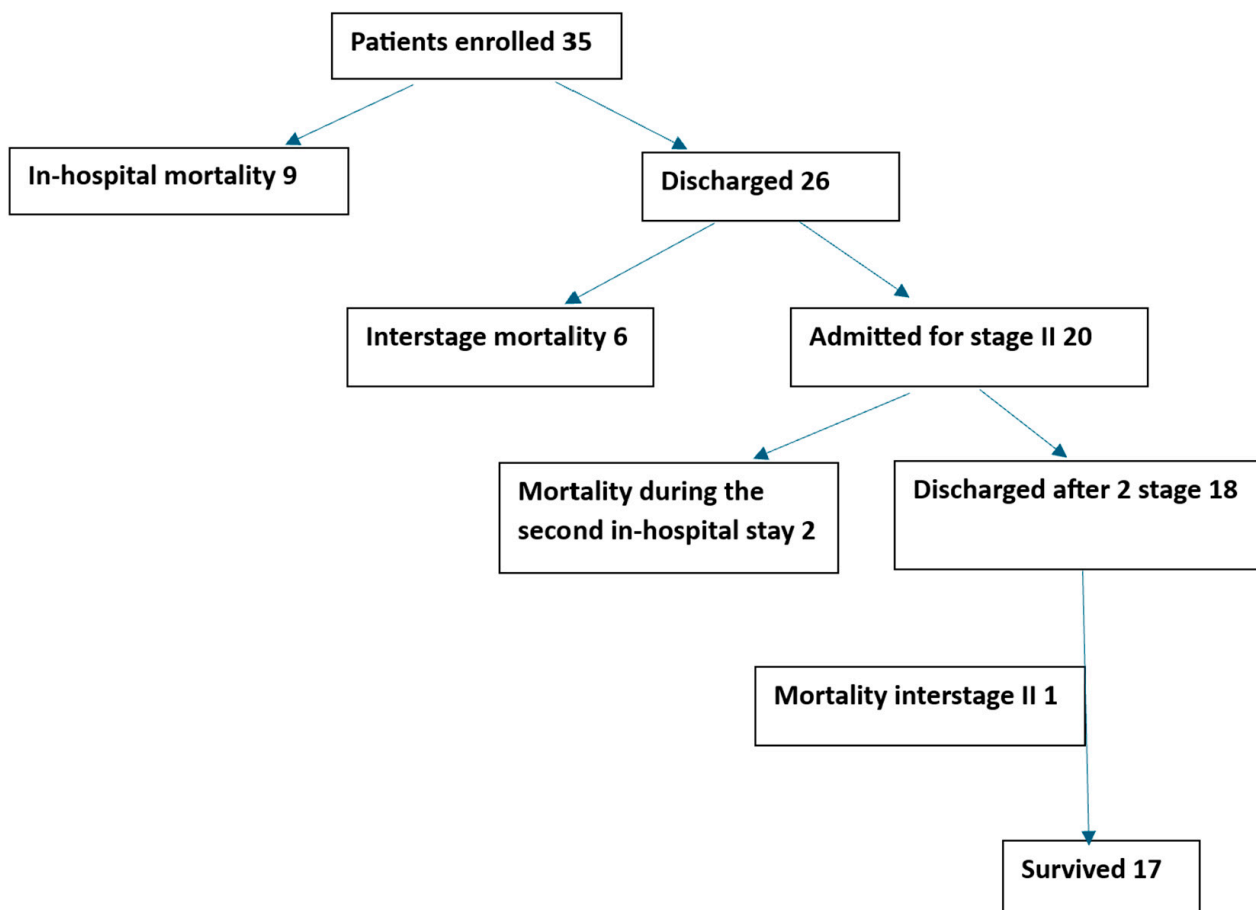 Patients enrolled 35
In-hospital mortality 9
Discharged 26
Interstage mortality 6
Admitted for stage II 20
Mortality during the
second in-hospital stay 2
Discharged after 2 stage 18
Mortality interstage II 1
Survived 17